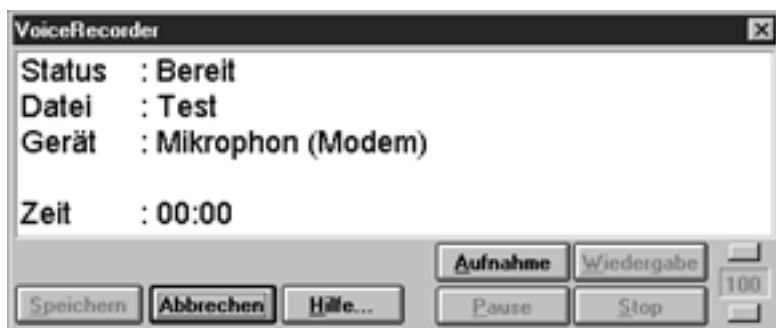 VoiceRecorder
Status : Bereit
Datei : Test
Gerät : Mikrophon (Modem)
Zeit : 00:00
Aufnahme Wiedergabe 100
Speichern Abbrechen Hilfe... Pause Stop